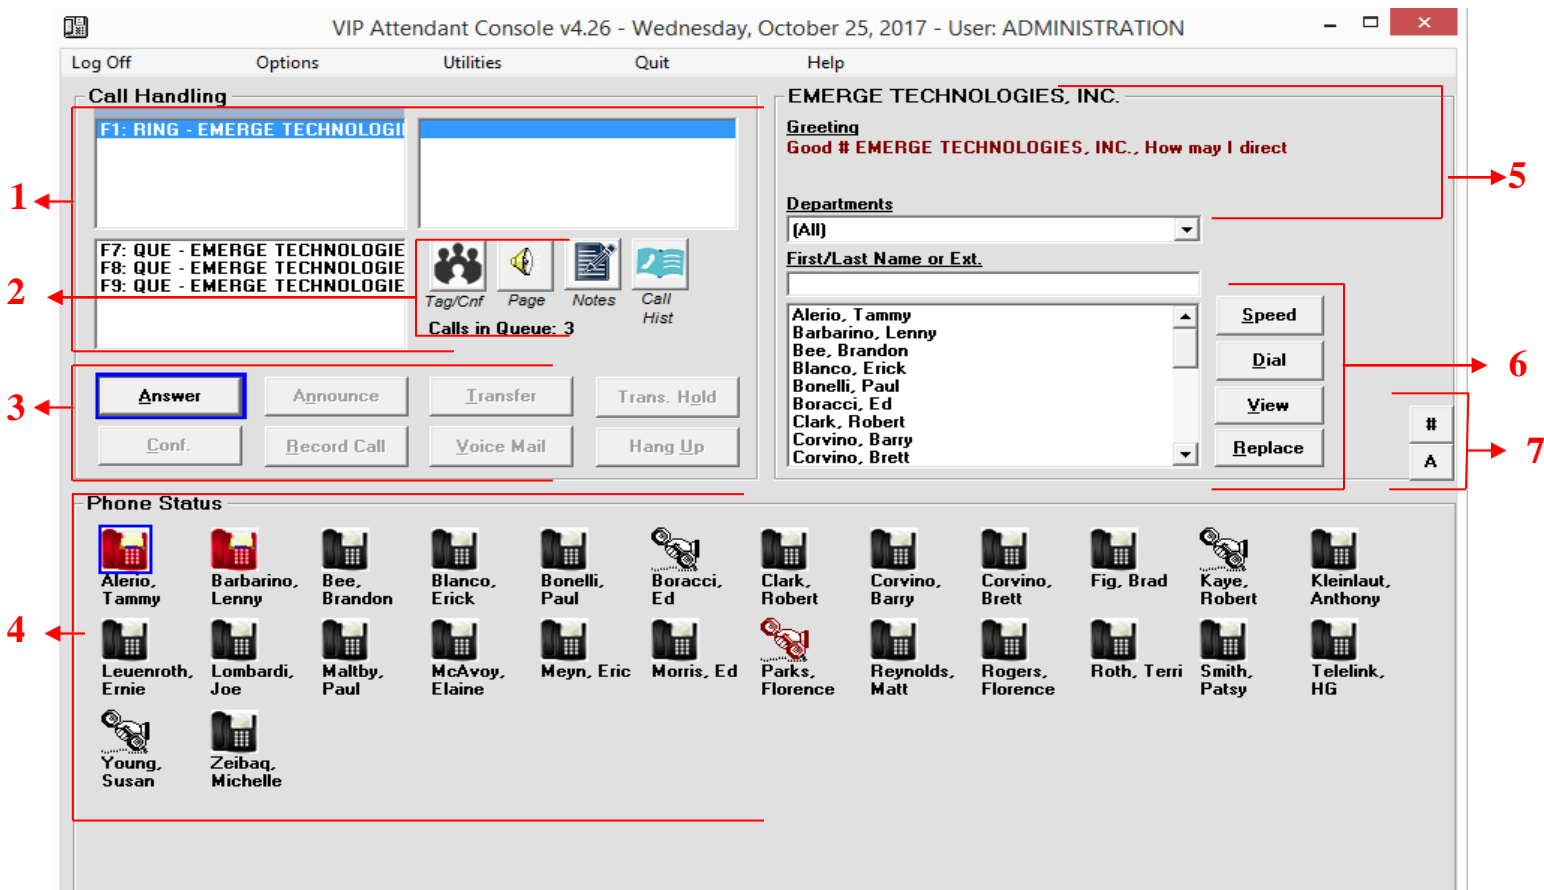 VIP Attendant Console v4.26 - Wednesday, October 25, 2017 - User: ADMINISTRATION
Log Off Options Utilities Quit Help
Call Handling
F1: RING - EMERGE TECHNOLOGI
1
F7: QUE - EMERGE TECHNOLOGIE
F8: QUE - EMERGE TECHNOLOGIE
F9: QUE - EMERGE TECHNOLOGIE
2
Tag/Cnf Page Notes Call Hist
Calls in Queue: 3
3
Answer Announce Transfer Trans. Hold
Conf. Record Call Voice Mail Hang Up
EMERGE TECHNOLOGIES, INC.
Greeting
Good # EMERGE TECHNOLOGIES, INC., How may I direct
5
Departments
(All)
First/Last Name or Ext.
Alerio, Tammy
Barbarino, Lenny
Bee, Brandon
Blanco, Erick
Bonelli, Paul
Boracci, Ed
Clark, Robert
Corvino, Barry
Corvino, Brett
Speed
Dial
View
Replace
6
#
A
7
Phone Status
4
Alerio, Barbarino, Bee, Blanco, Bonelli, Boracci, Clark, Corvino, Corvino, Fig, Brad Kaye, Kleinlaut,
Tammy Lenny Brandon Erick Paul Ed Robert Barry Brett Robert Anthony
Leuenroth, Lombardi, Maltby, McAvoy, Meyn, Eric Morris, Ed Parks, Reynolds, Rogers, Roth, Terri Smith, Telelink,
Ernie Joe Paul Elaine Florence Matt Florence Patsy HG
Young, Zeibaq,
Susan Michelle